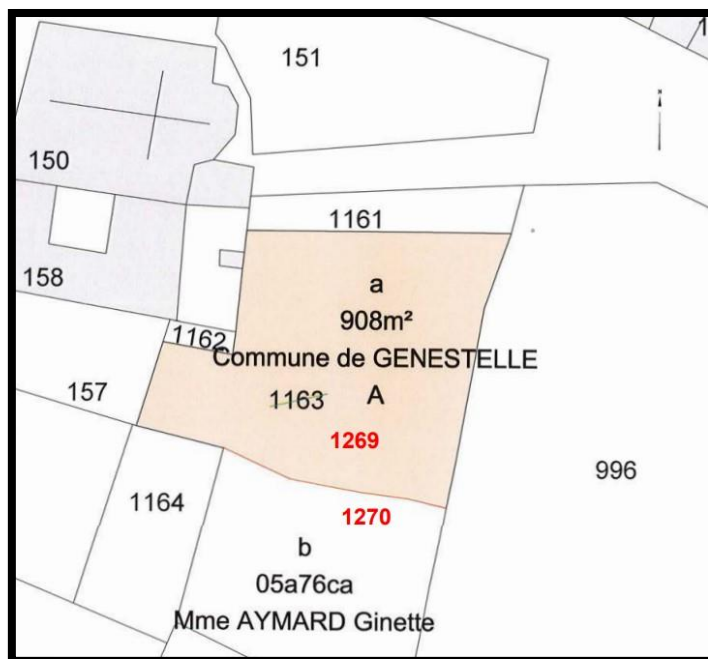 1
151
150
1161
158
a
908m²
1162
Commune de GENESTELLE
157
1163
A
1269
996
1164
1270
b
05a76ca
Mme AYMARD Ginette